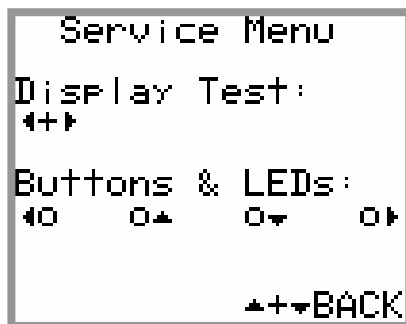 Service Menu
Display Test:
◂+▸
Buttons & LEDs:
◂O O▴ O▾ O▸
▴+▾BACK